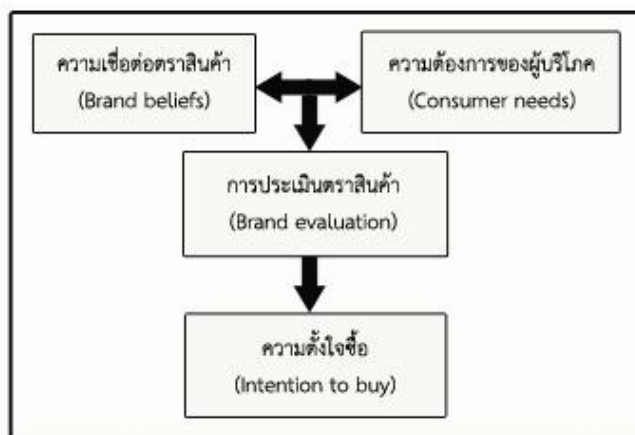 ความเชื่อต่อตราสินค้า
(Brand beliefs)
ความต้องการของผู้บริโภค
(Consumer needs)
การประเมินตราสินค้า
(Brand evaluation)
ความตั้งใจซื้อ
(Intention to buy)